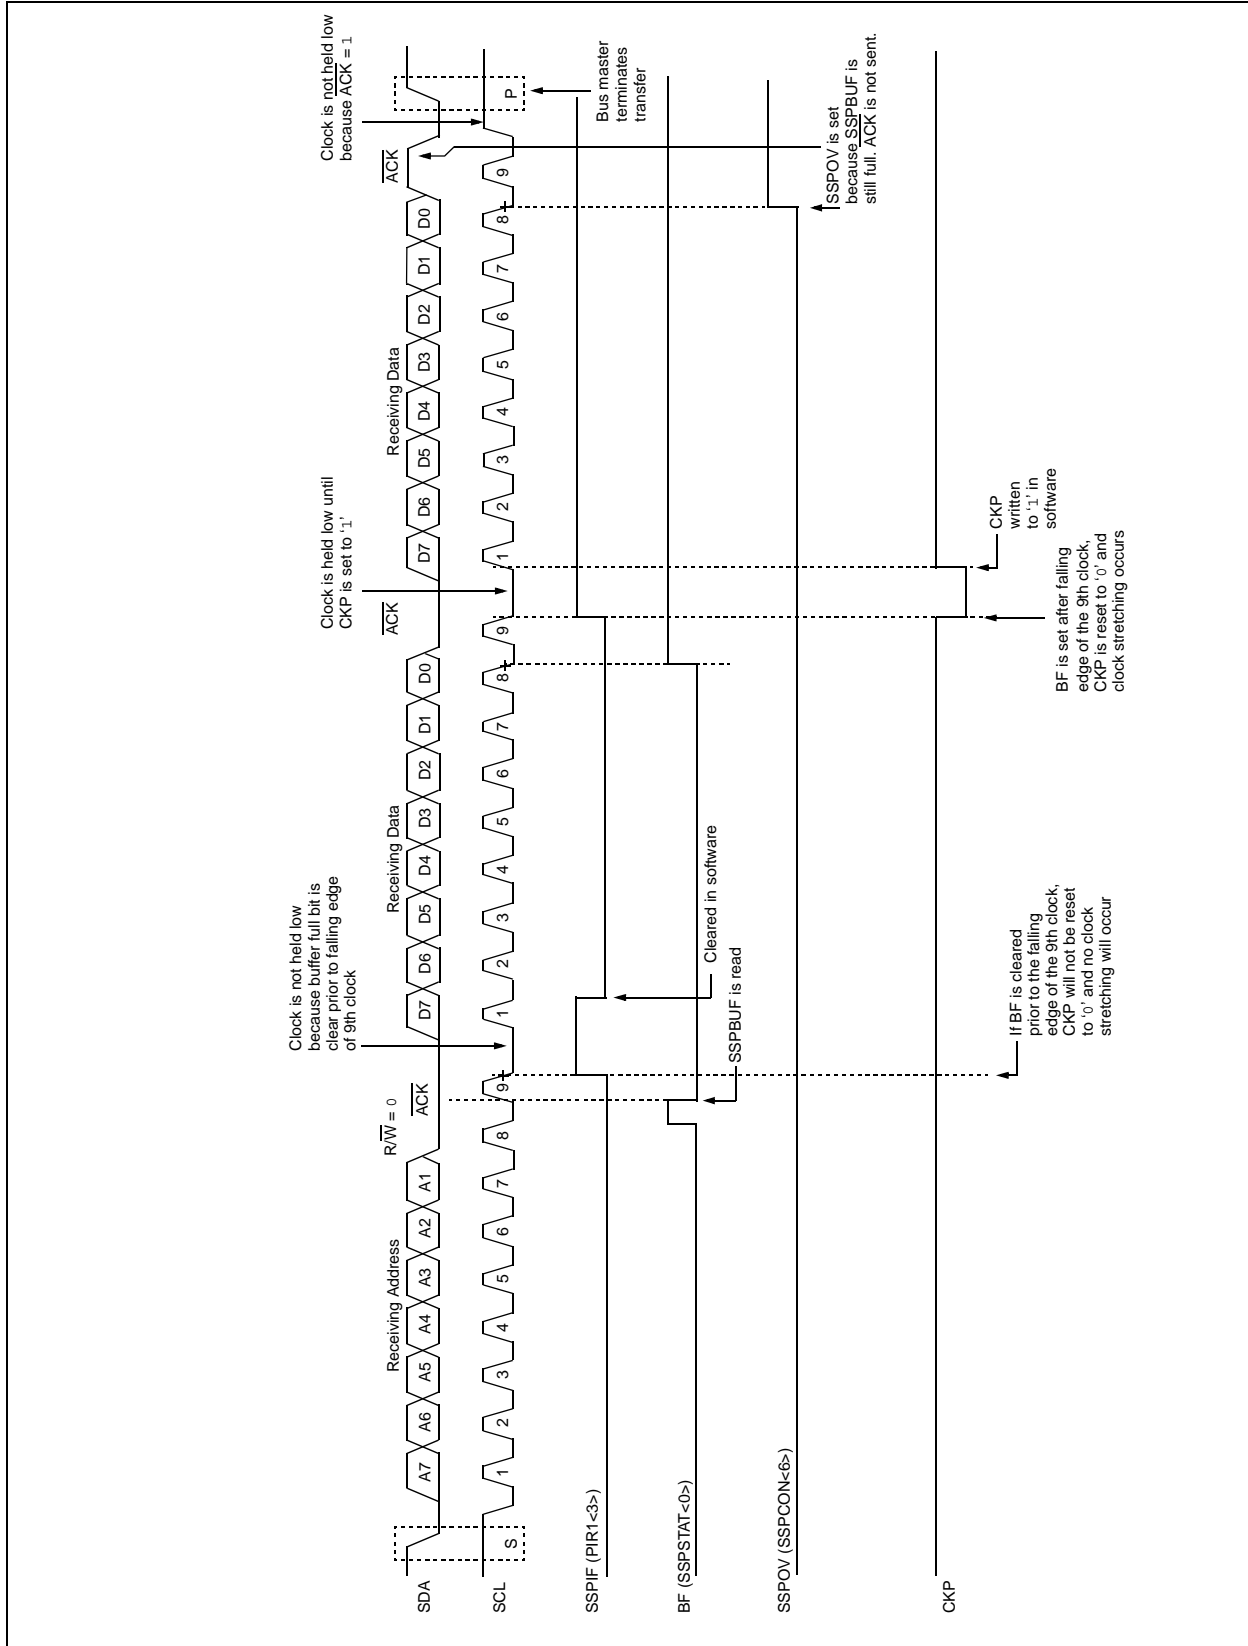 Clock is not held low
because buffer full bit is
clear prior to falling edge
of 9th clock
Clock is held low until
CKP is set to ‘1’
Clock is not held low
because ACK = 1
Receiving Address
R/W = 0
ACK
Receiving Data
ACK
Receiving Data
ACK
SDA
A7
A6
A5
A4
A3
A2
A1
D7
D6
D5
D4
D3
D2
D1
D0
D7
D6
D5
D4
D3
D2
D1
D0
SCL
S
1
2
3
4
5
6
7
8
9
1
2
3
4
5
6
7
8
9
1
2
3
4
5
6
7
8
9
P
SSPIF (PIR1<3>)
Bus master
terminates
transfer
BF (SSPSTAT<0>)
Cleared in software
SSPBUF is read
SSPOV (SSPCON<6>)
SSPOV is set
because SSPBUF is
still full. ACK is not sent.
CKP
If BF is cleared
prior to the falling
edge of the 9th clock,
CKP will not be reset
to ‘0’ and no clock
stretching will occur
CKP
written
to ‘1’ in
software
BF is set after falling
edge of the 9th clock,
CKP is reset to ‘0’ and
clock stretching occurs